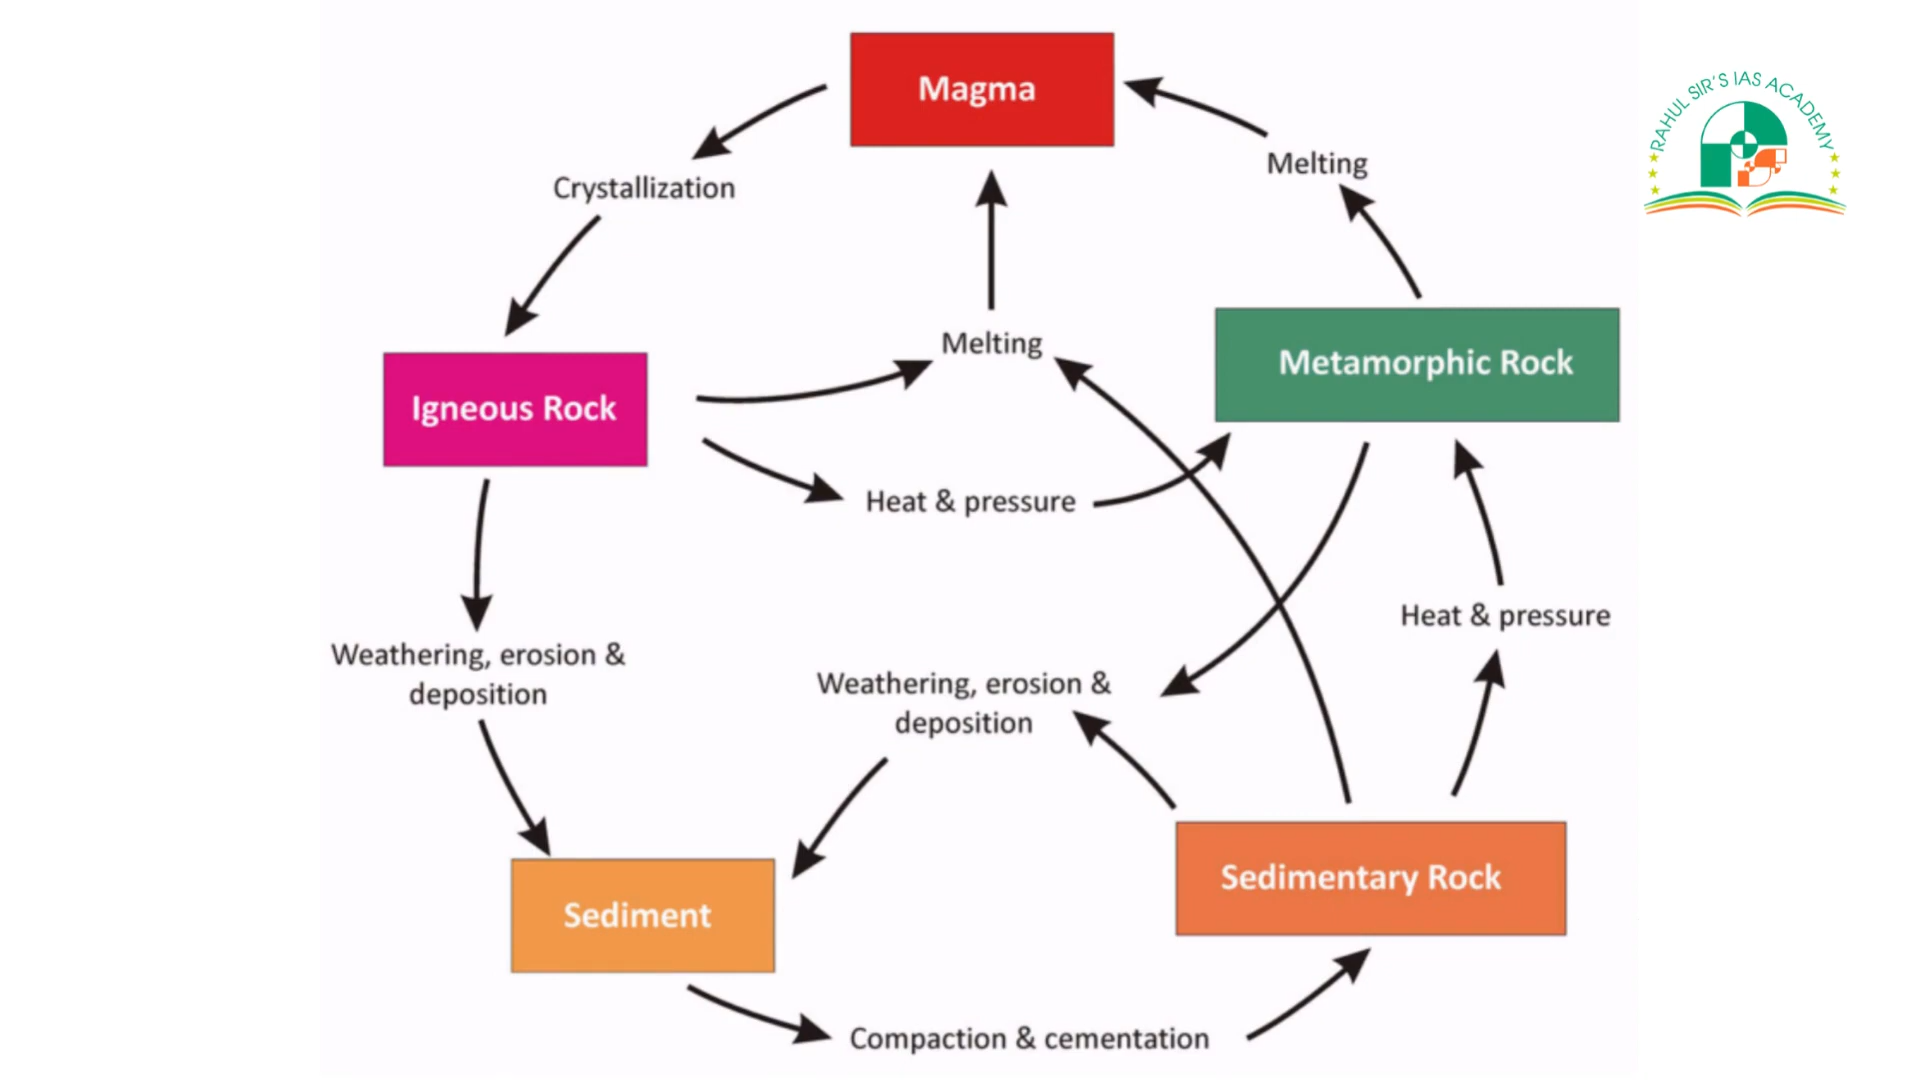 RAHUL SIR'S IAS ACADEMY
Magma
Melting
Crystallization
Melting
Metamorphic Rock
Igneous Rock
Heat & pressure
Heat & pressure
Weathering, erosion &
deposition
Weathering, erosion &
deposition
Sedimentary Rock
Sediment
Compaction & cementation